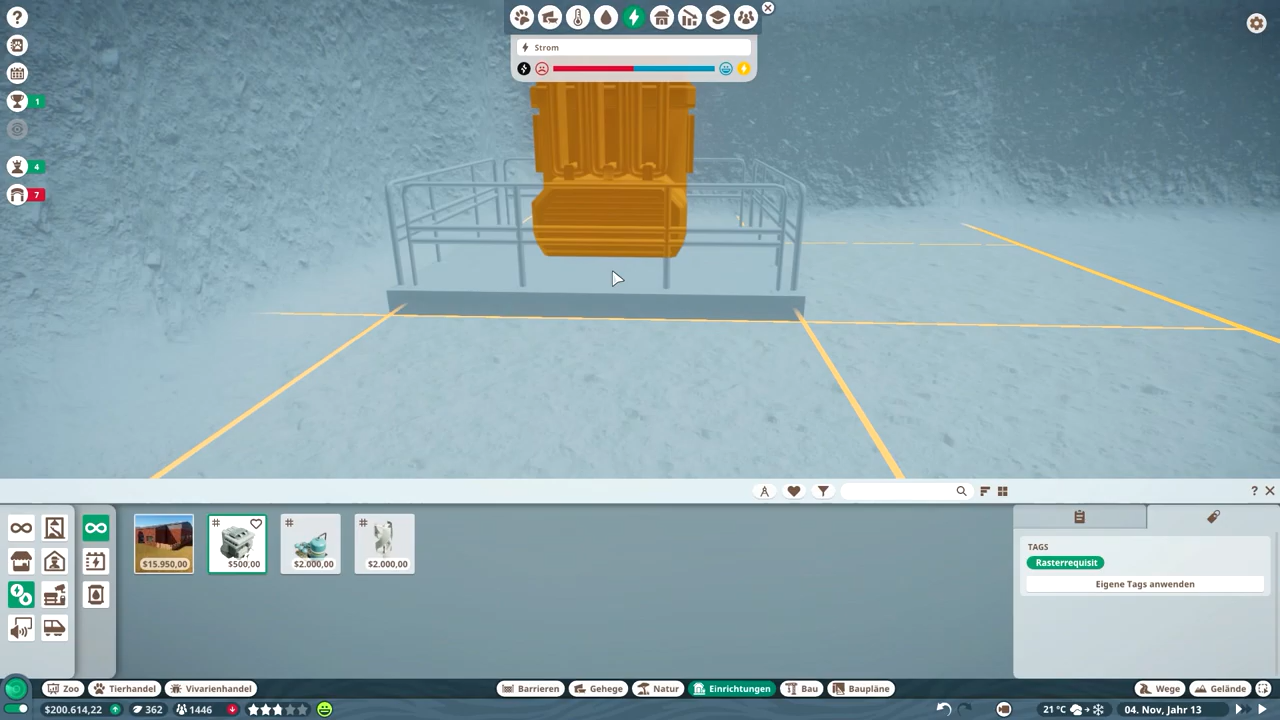 ?
Strom
1
4
7
? ×
$15.950,00
$500,00
$2.000,00
$2.000,00
TAGS
Rasterrequisit
Eigene Tags anwenden
Zoo
Tierhandel
Vivarienhandel
Barrieren
Gehege
Natur
Einrichtungen
Bau
Baupläne
Wege
Gelände
$200.614,22
362
1446
21 °C
04. Nov, Jahr 13